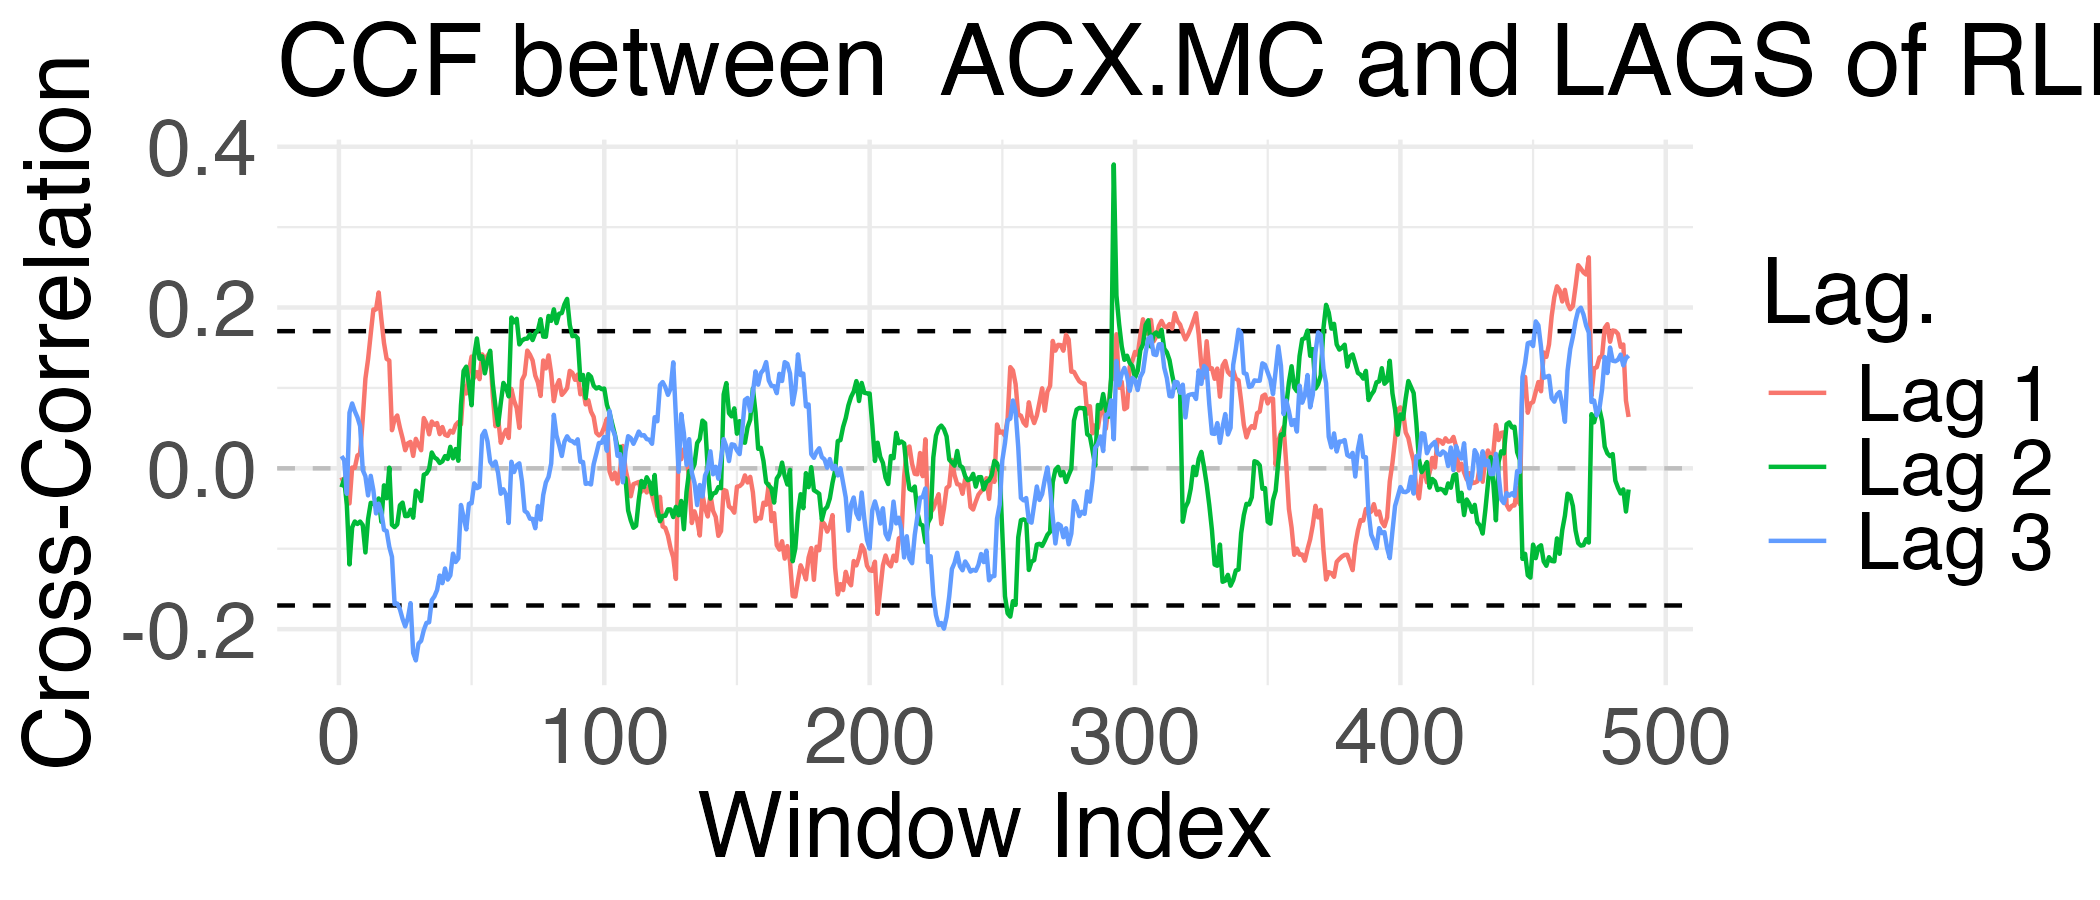 CCF between  ACX.MC and LAGS of
Cross-Correlation
0.4
0.2
0.0
-0.2
0 100 200 300 400 500
Window Index
Lag.
Lag 1
Lag 2
Lag 3